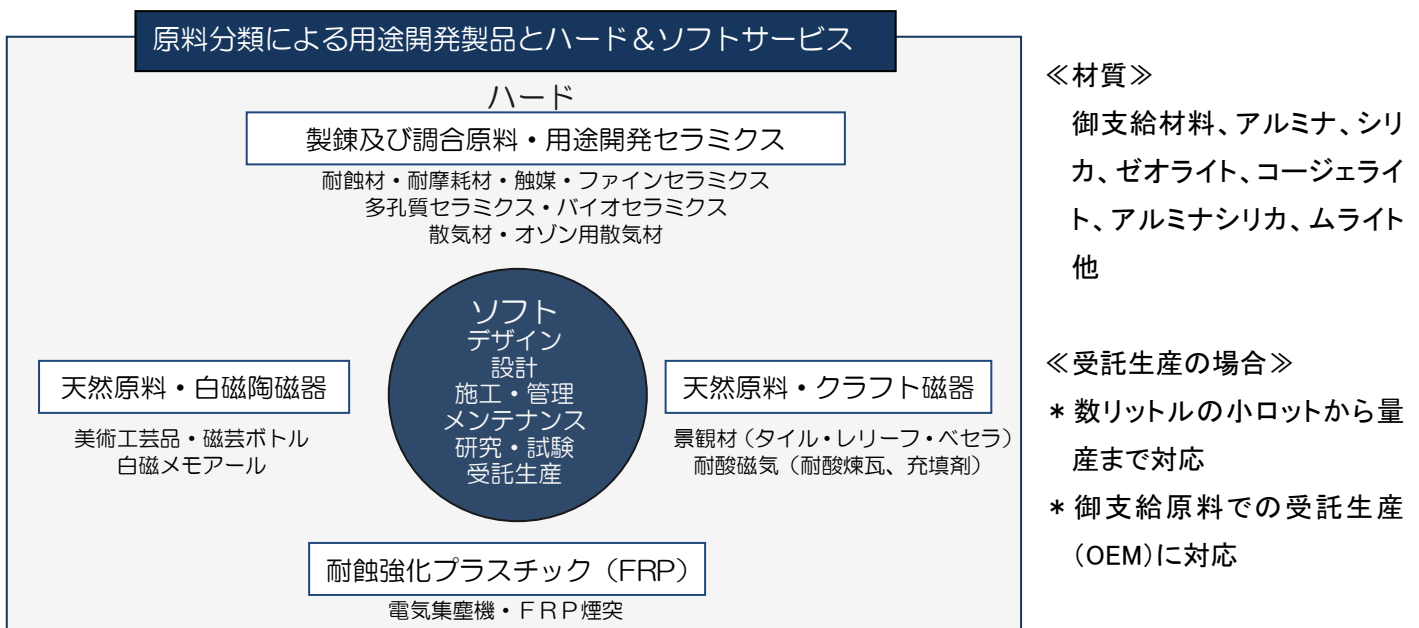 原料分類による用途開発製品とハード＆ソフトサービス
ハード
製錬及び調合原料・用途開発セラミクス
耐蝕材・耐摩耗材・触媒・ファインセラミクス
多孔質セラミクス・バイオセラミクス
散気材・オゾン用散気材
ソフト
デザイン
設計
施工・管理
メンテナンス
研究・試験
受託生産
天然原料・白磁陶磁器
美術工芸品・磁芸ボトル
白磁メモアール
天然原料・クラフト磁器
景観材（タイル・レリーフ・ベセラ）
耐酸磁気（耐酸煉瓦、充填剤）
耐蝕強化プラスチック（FRP）
電気集塵機・ＦＲＰ煙突
≪材質≫
御支給材料、アルミナ、シリ
カ、ゼオライト、コージェライ
ト、アルミナシリカ、ムライト
他
≪受託生産の場合≫
＊数リットルの小ロットから量
産まで対応
＊御支給原料での受託生産
（OEM）に対応